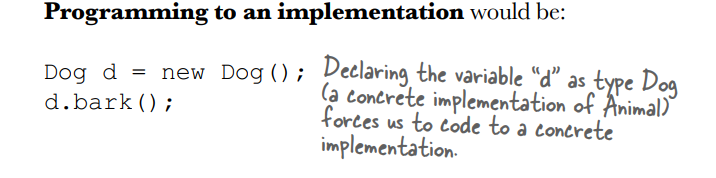 Programming to an implementation would be:
Dog d = new Dog();
d.bark();
Declaring the variable “d” as type Dog
(a concrete implementation of Animal)
forces us to code to a concrete
implementation.